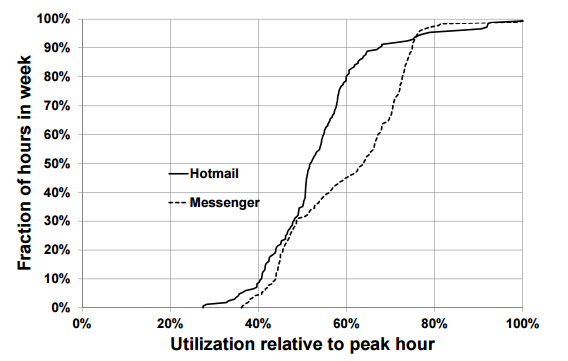 100%
90%
80%
70%
60%
50%
40%
30%
20%
10%
0%
Fraction of hours in week
Hotmail
Messenger
0% 20% 40% 60% 80% 100%
Utilization relative to peak hour